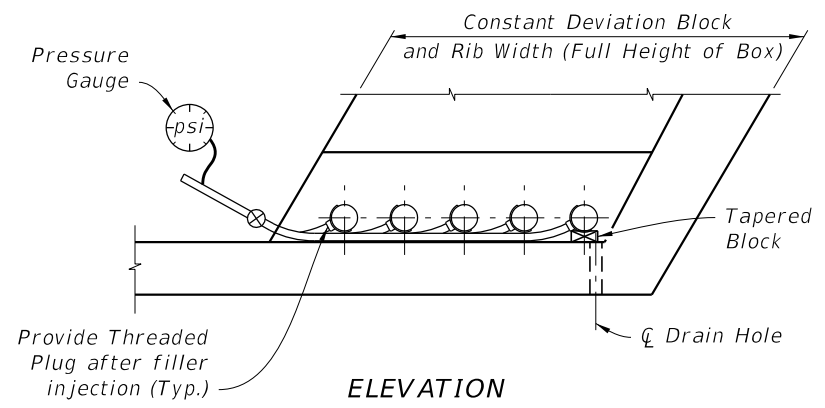 Constant Deviation Block
and Rib Width (Full Height of Box)
Pressure
Gauge
psi
Tapered
Block
℄ Drain Hole
Provide Threaded
Plug after filler
injection (Typ.)
ELEVATION